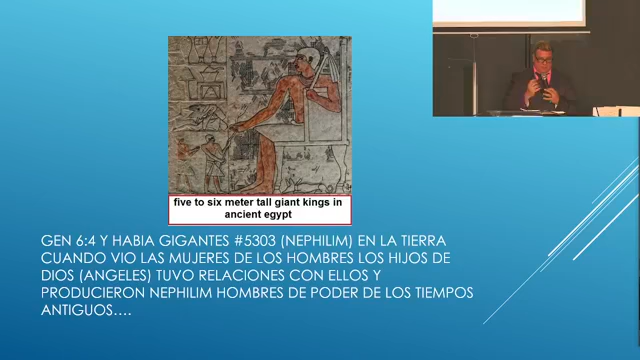 five to six meter tall giant kings in
ancient egypt
GEN 6:4 Y HABIA GIGANTES #5303 (NEPHILIM) EN LA TIERRA
CUANDO VIO LAS MUJERES DE LOS HOMBRES LOS HIJOS DE
DIOS (ANGELES) TUVO RELACIONES CON ELLOS Y
PRODUCIERON NEPHILIM HOMBRES DE PODER DE LOS TIEMPOS
ANTIGUOS....